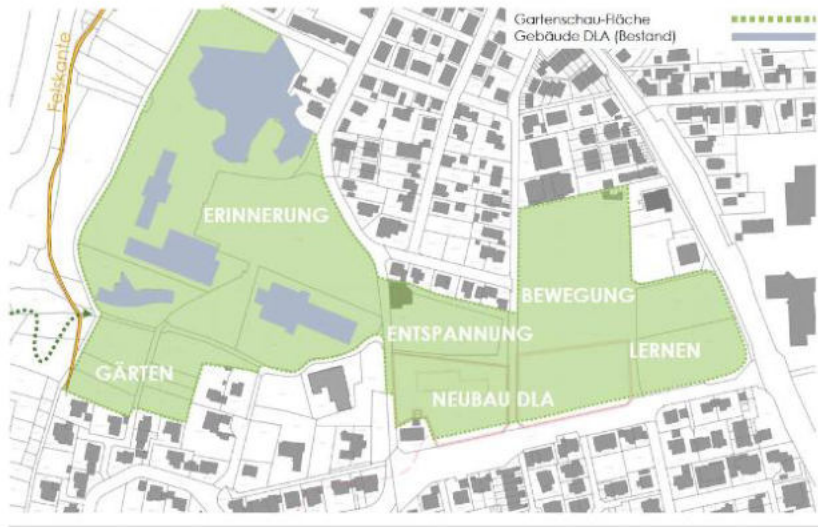 Gartenschau-Fläche
Gebäude DLA (Bestand)
Felskante
ERINNERUNG
BEWEGUNG
ENTSPANNUNG
LERNEN
GÄRTEN
NEUBAU DLA